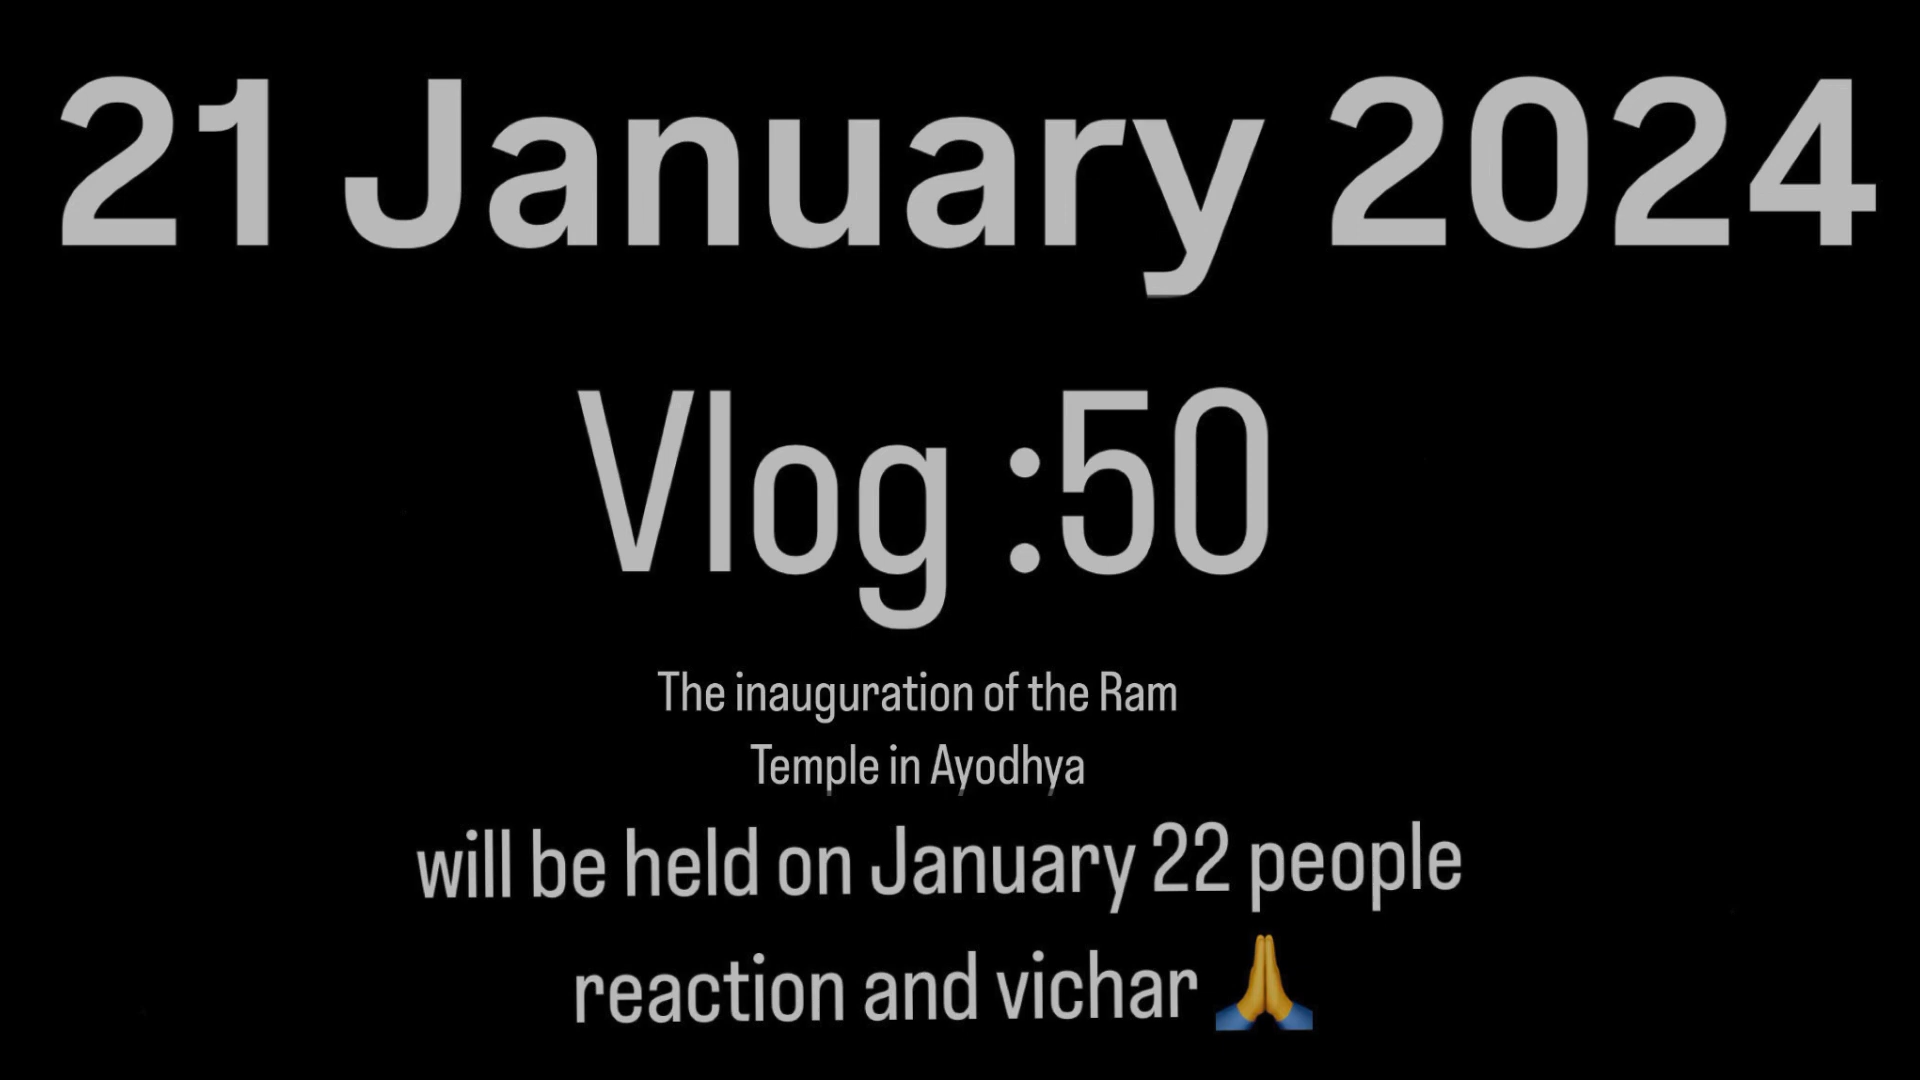 21 January 2024
Vlog :50
The inauguration of the Ram
Temple in Ayodhya
will be held on January 22 people
reaction and vichar 🙏